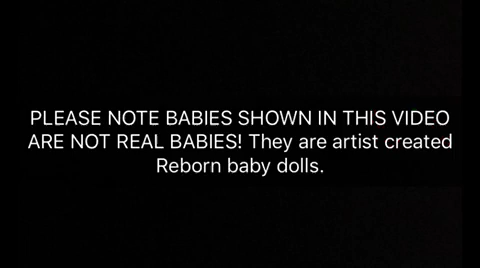 PLEASE NOTE BABIES SHOWN IN THIS VIDEO
ARE NOT REAL BABIES! They are artist created
Reborn baby dolls.